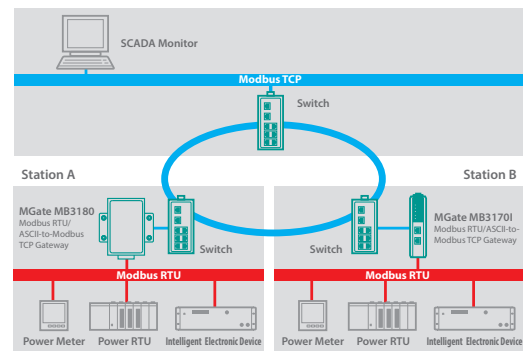 SCADA Monitor
Modbus TCP
Switch
Station A
Station B
MGate MB3180
Modbus RTU/
ASCII-to-Modbus
TCP Gateway
Switch
Switch
MGate MB3170I
Modbus RTU/ASCII-to-
Modbus TCP Gateway
Modbus RTU
Modbus RTU
Power Meter
Power RTU
Intelligent Electronic Device
Power Meter
Power RTU
Intelligent Electronic Device